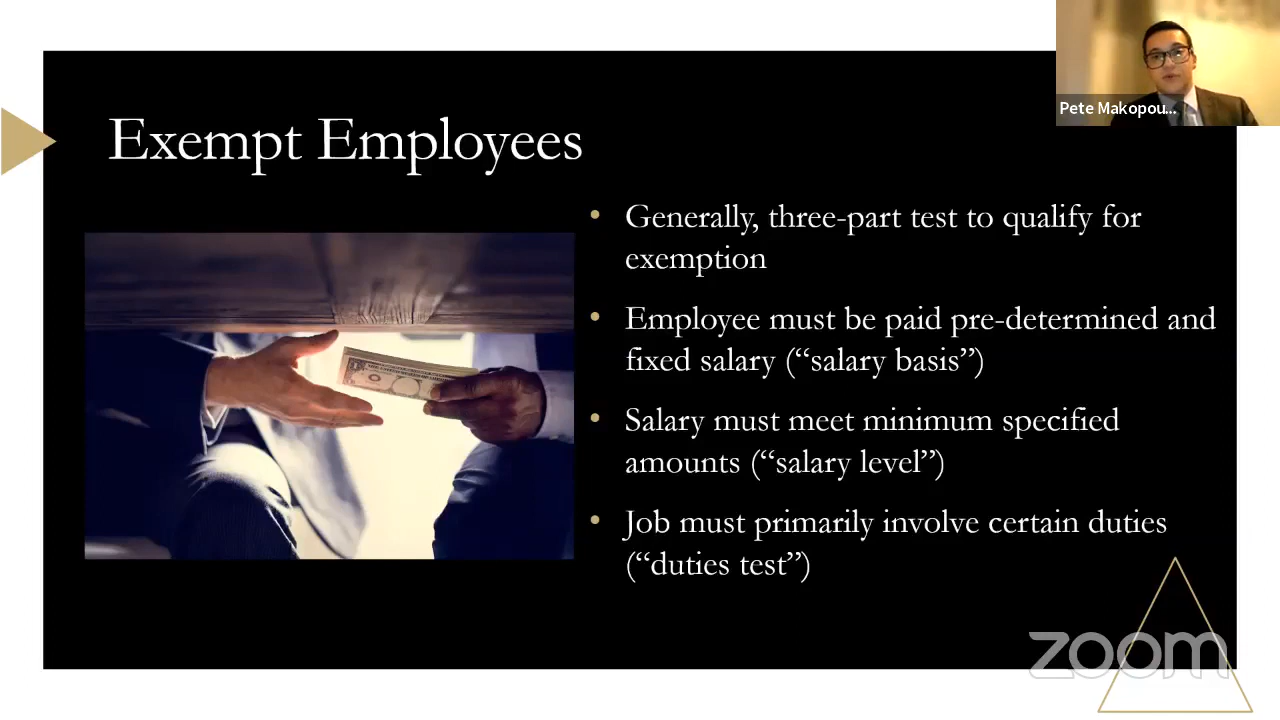 Pete Makopou...
Exempt Employees
• Generally, three-part test to qualify for
exemption
• Employee must be paid pre-determined and
fixed salary (“salary basis”)
• Salary must meet minimum specified
amounts (“salary level”)
• Job must primarily involve certain duties
(“duties test”)
zoom